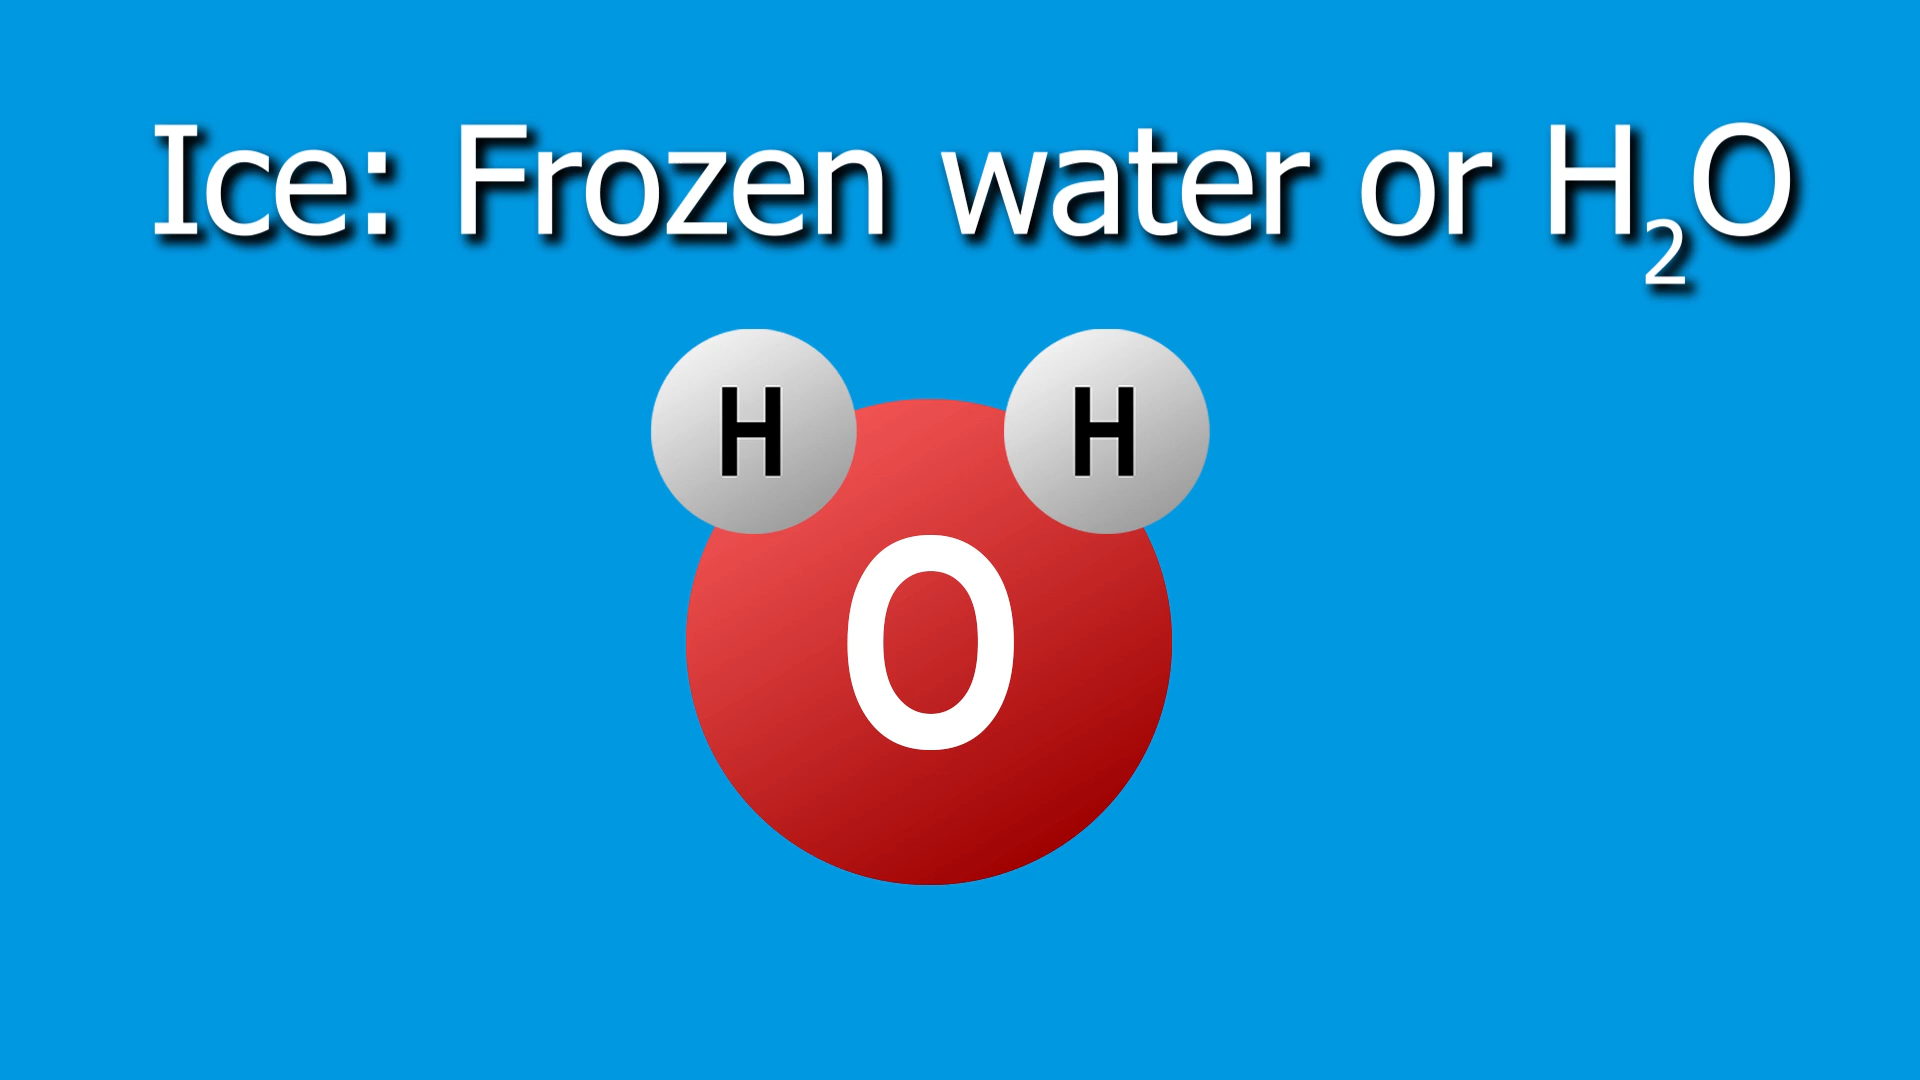 Ice: Frozen water or H₂O
H H
O